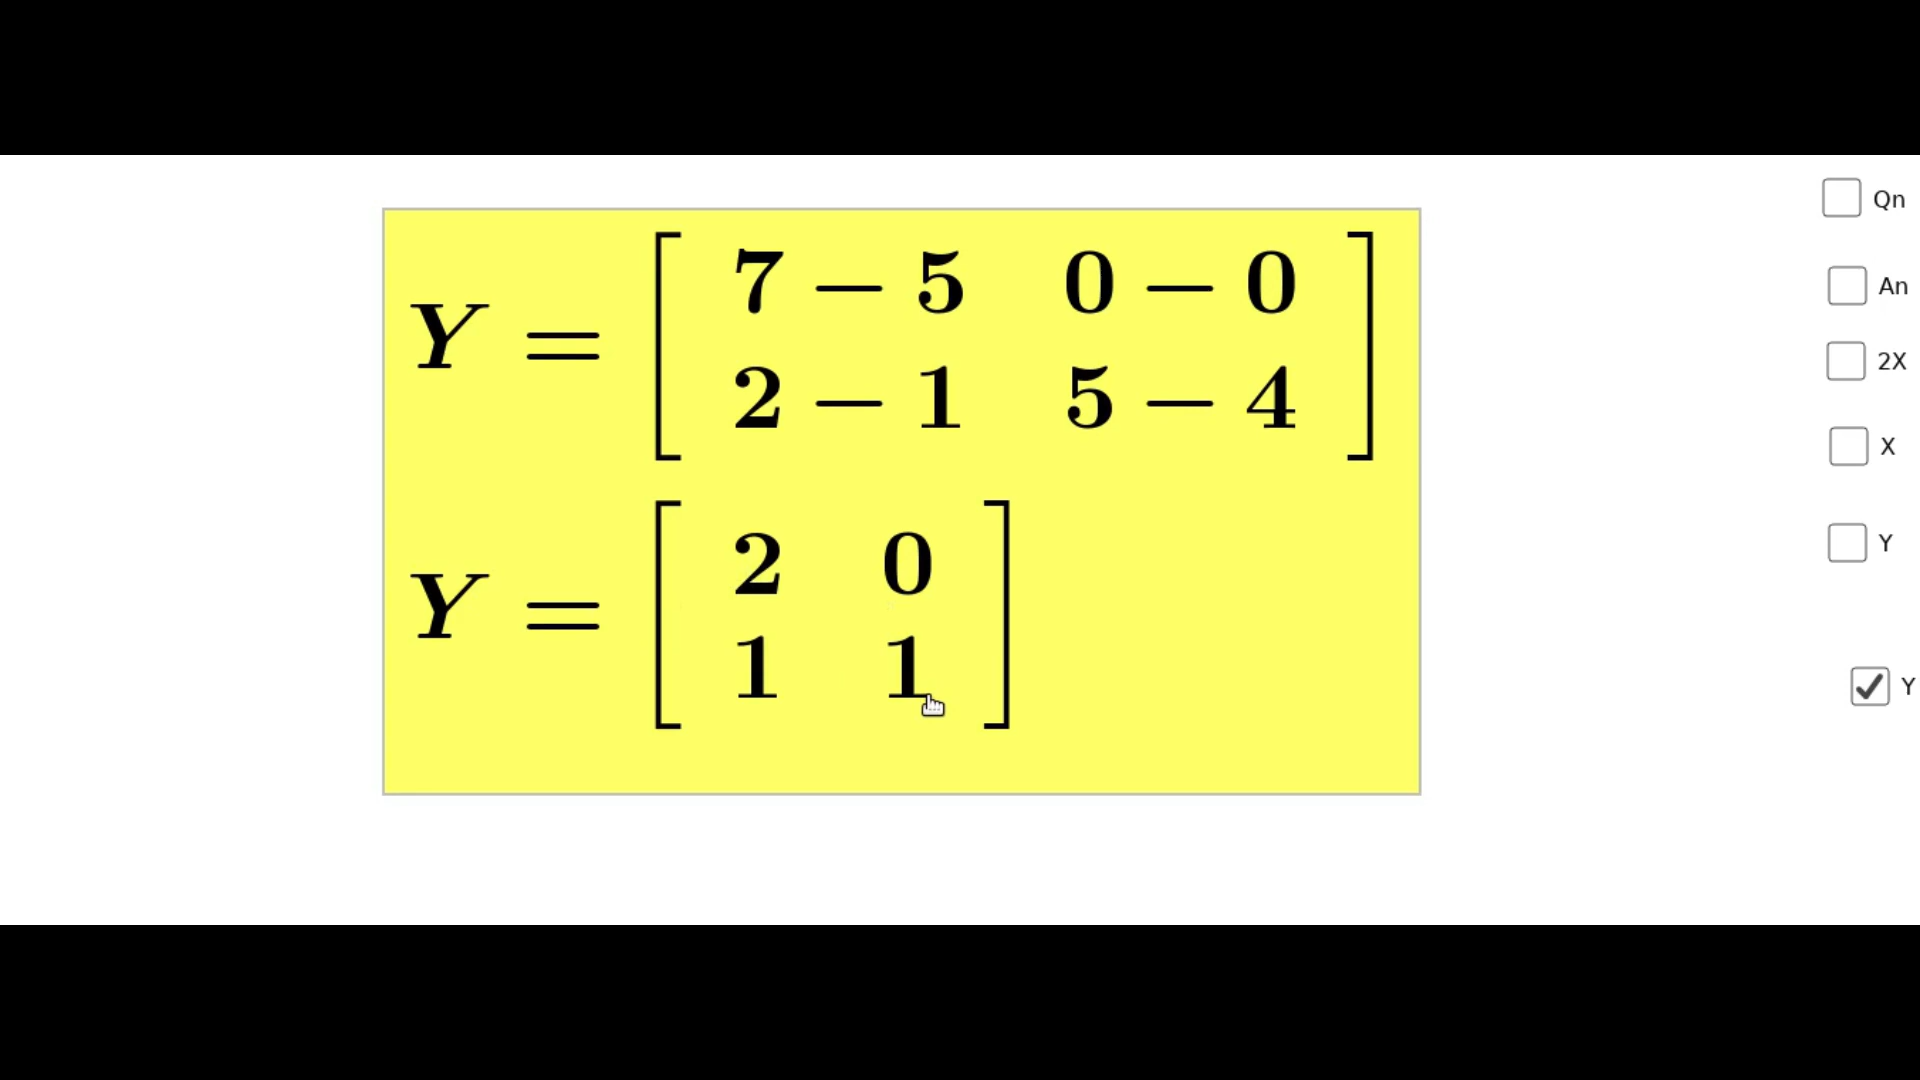 Y = [ 7 − 5 0 − 0
2 − 1 5 − 4 ]
Y = [ 2 0
1 1 ]
Qn
An
2X
X
Y
Y